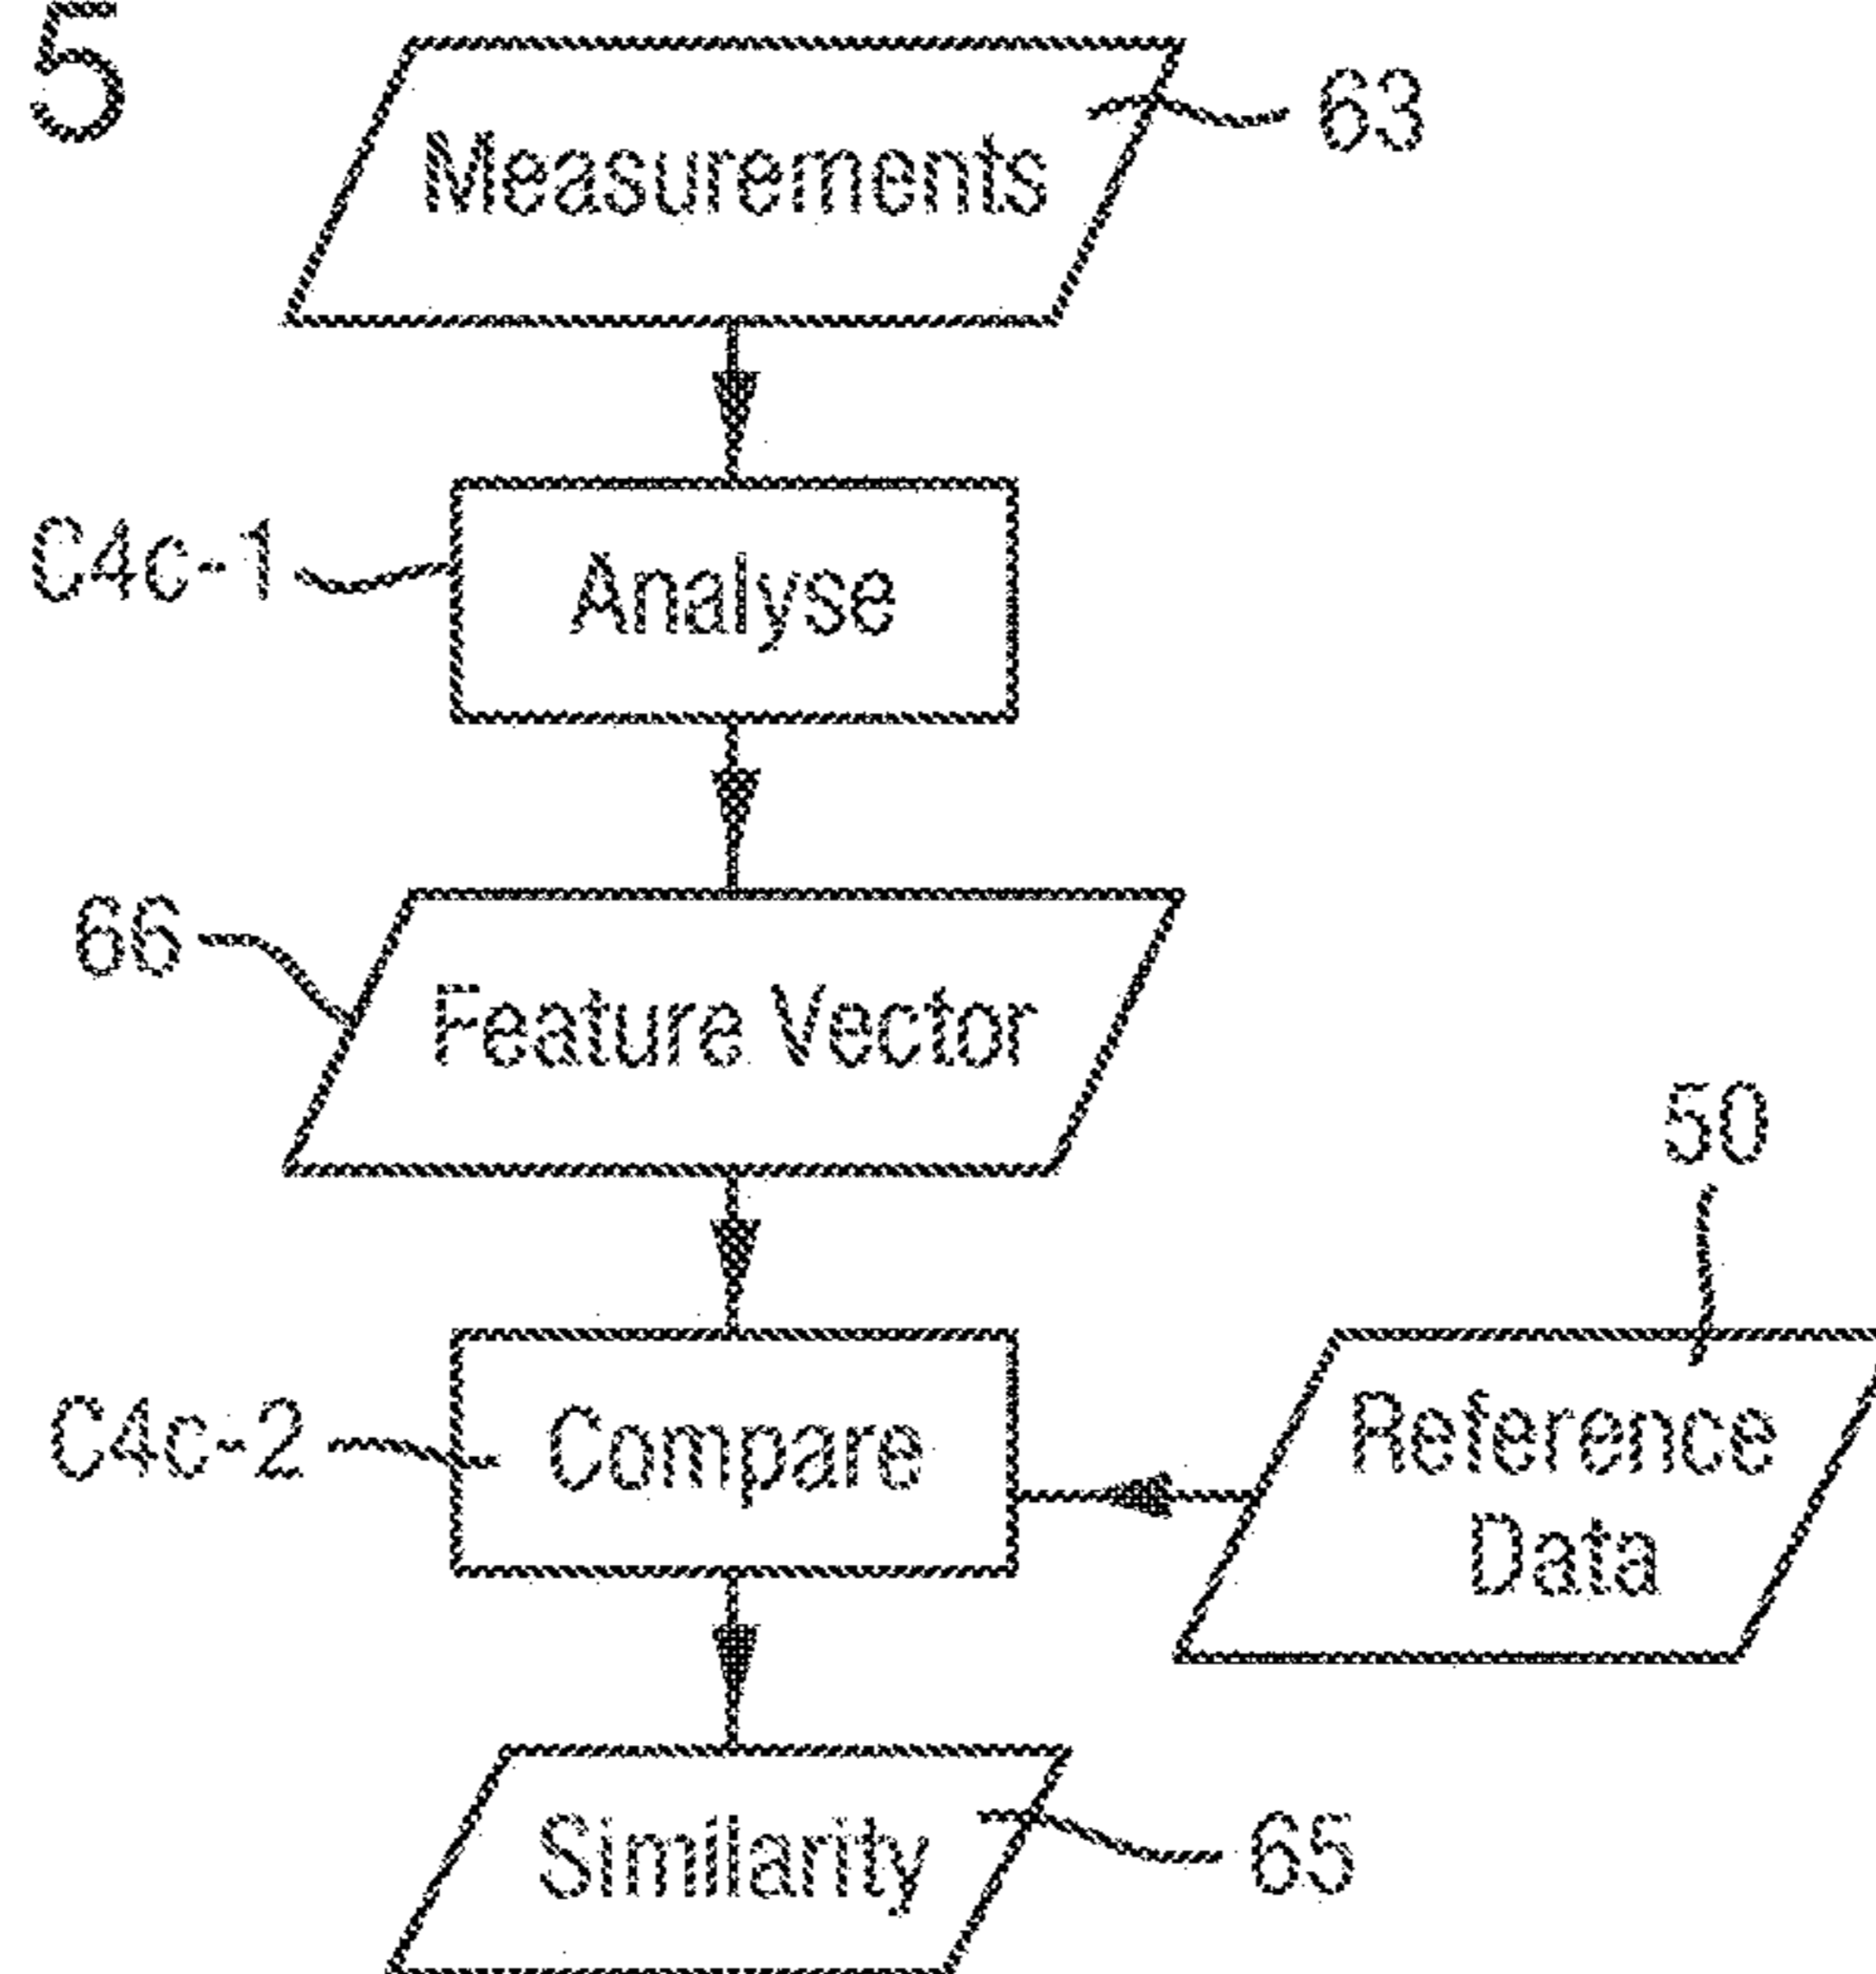 5
Measurements
63
C4c-1
Analyse
66
Feature Vector
50
C4c-2
Compare
Reference
Data
Similarity
65